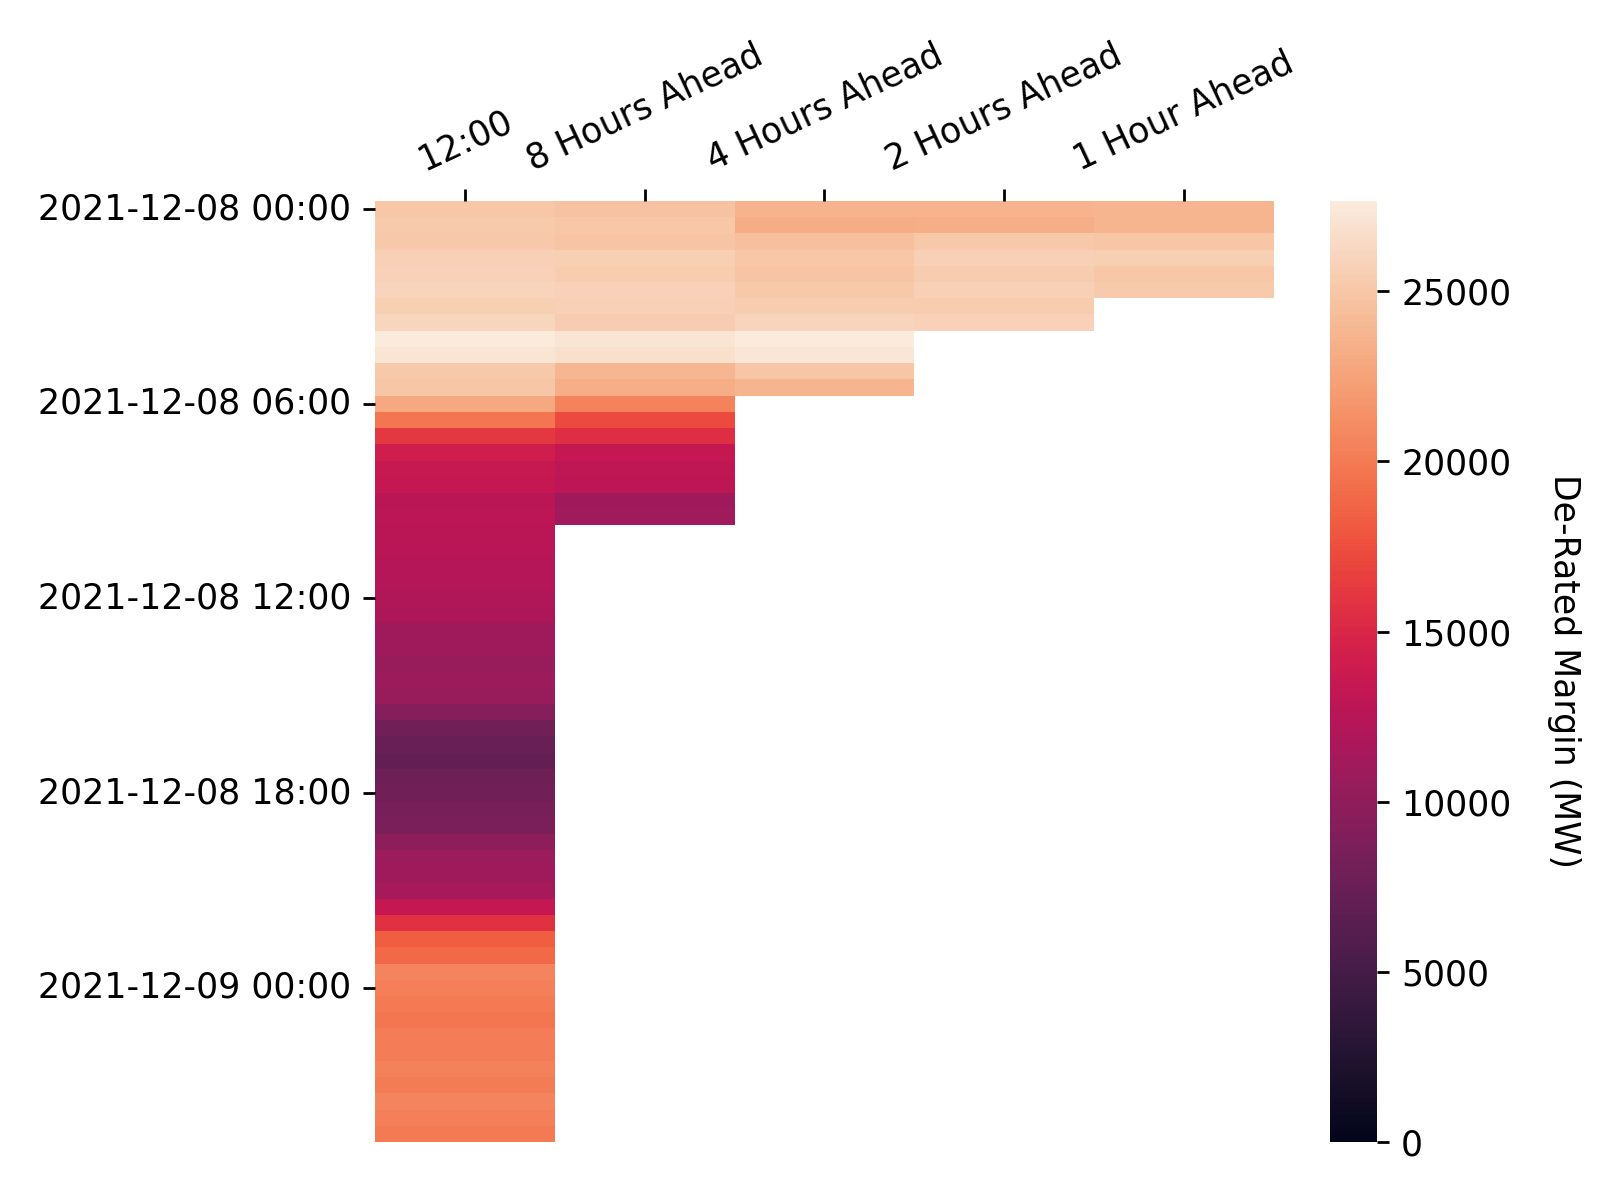 12:00
8 Hours Ahead
4 Hours Ahead
2 Hours Ahead
1 Hour Ahead
2021-12-08 00:00
2021-12-08 06:00
2021-12-08 12:00
2021-12-08 18:00
2021-12-09 00:00
25000
20000
15000
10000
5000
0
De-Rated Margin (MW)